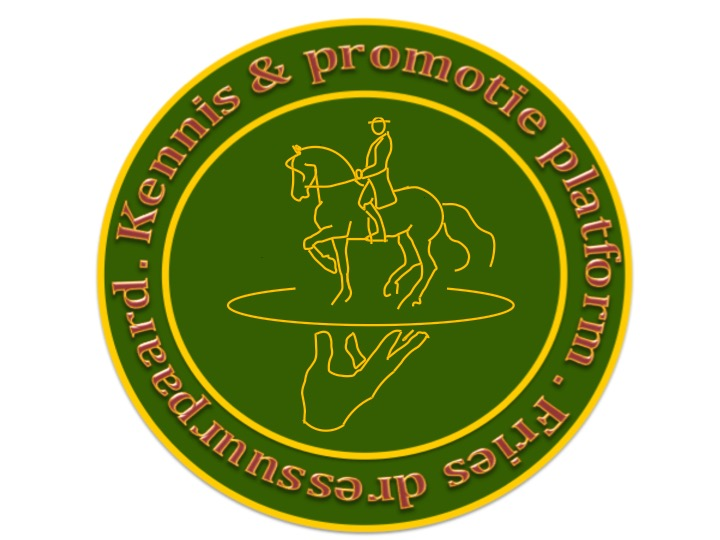 Kennis & promotie platform . Fries dressuurpaard .